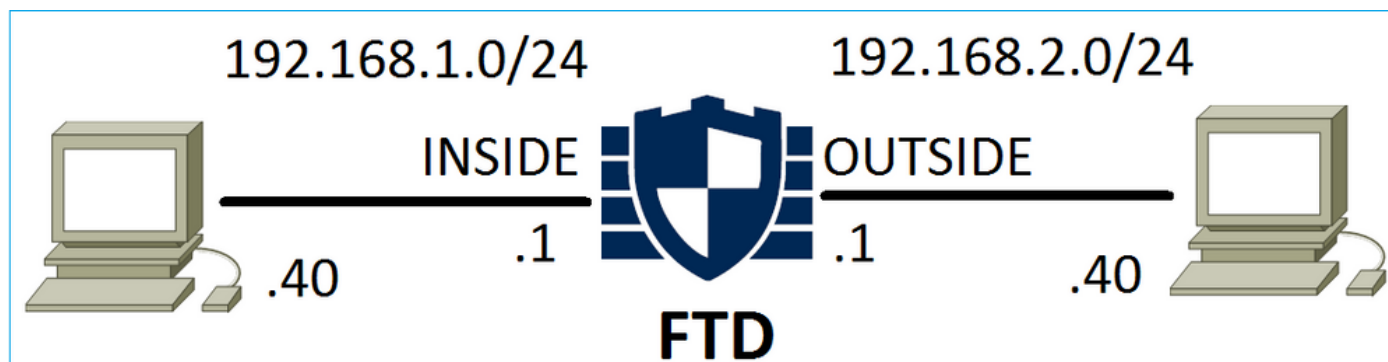 192.168.1.0/24
192.168.2.0/24
INSIDE
OUTSIDE
.40
.1
.1
.40
FTD